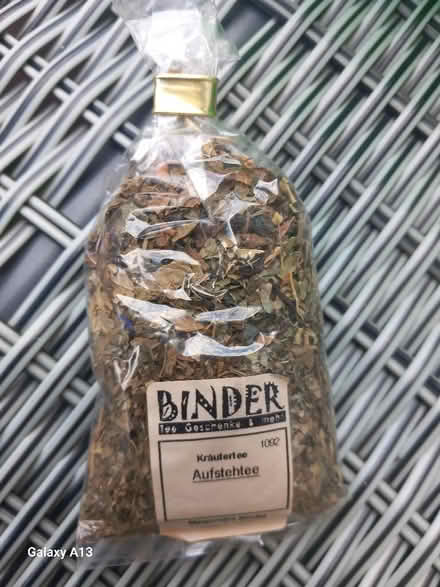 BINDER
Tee Geschenke & mehr
1092
Kräutertee
Aufstehtee
Galaxy A13